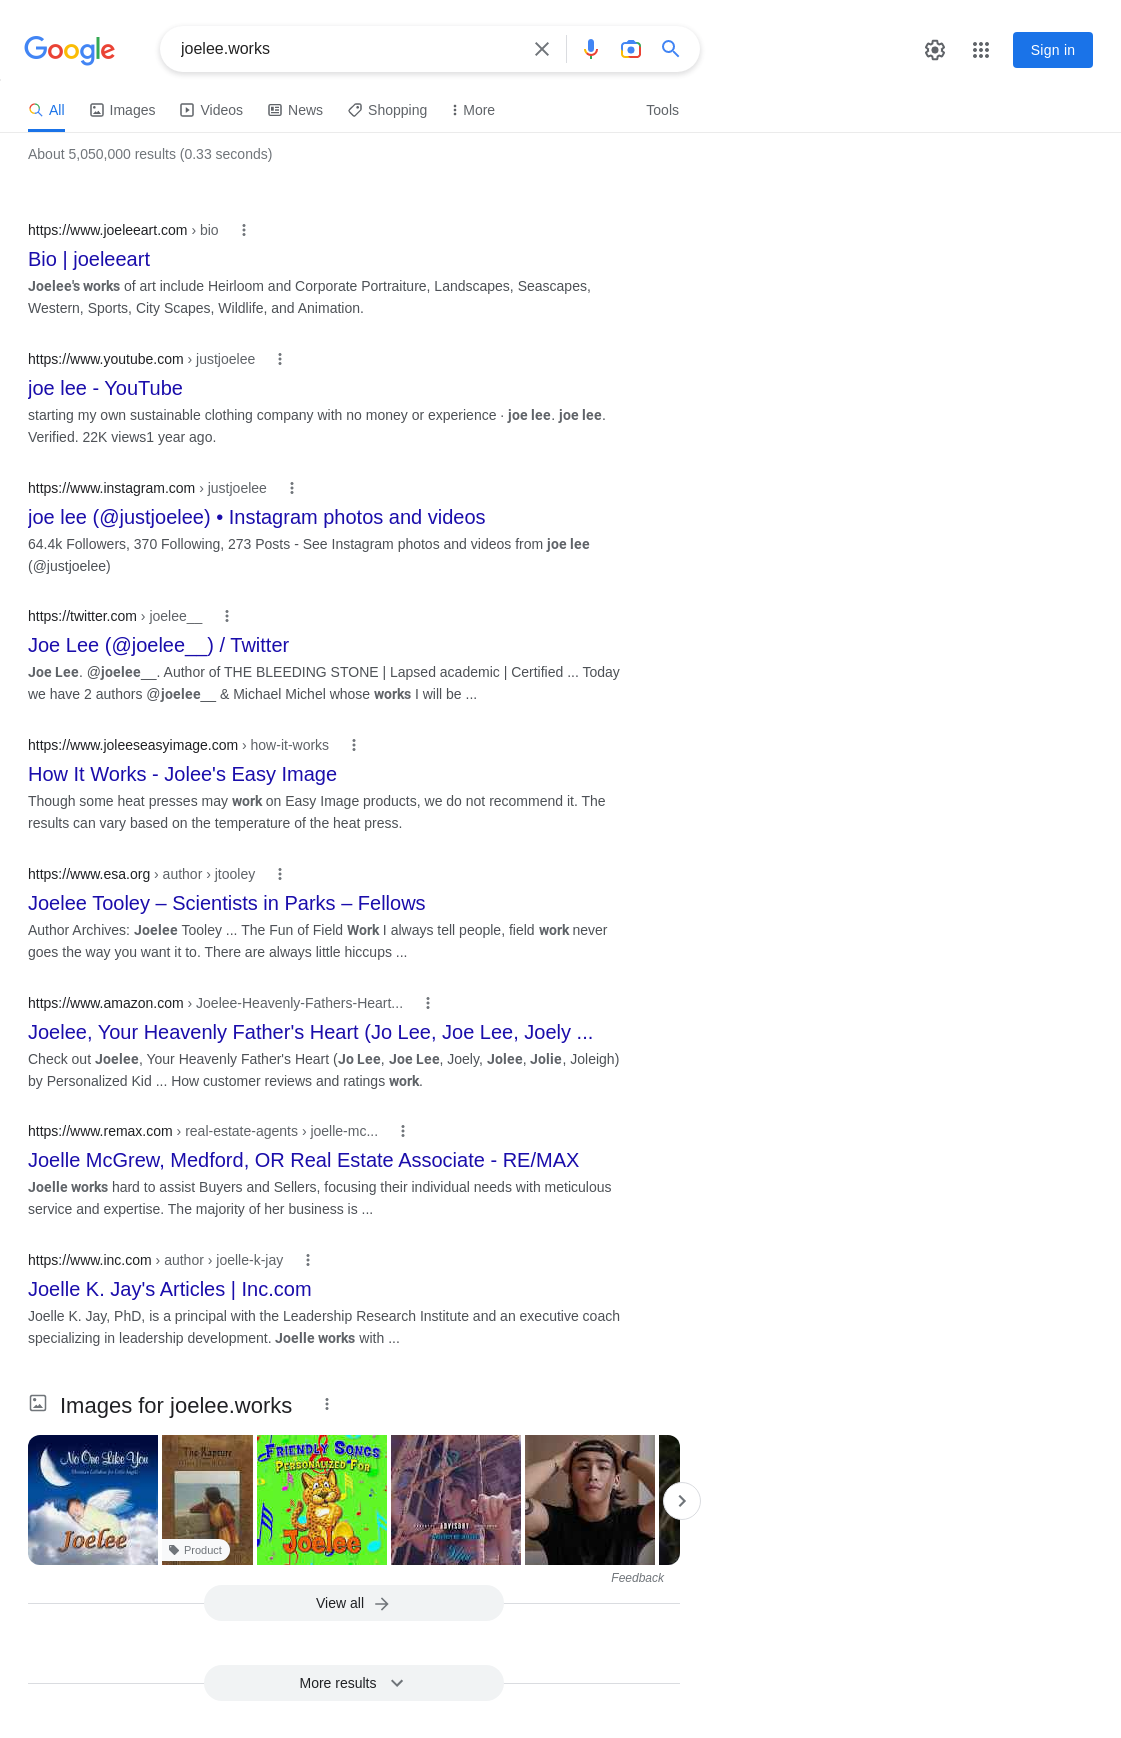 Google
joelee.works
Sign in
All
Images
Videos
News
Shopping
More
Tools
About 5,050,000 results (0.33 seconds)
https://www.joeleeart.com › bio
Bio | joeleeart
Joelee's works of art include Heirloom and Corporate Portraiture, Landscapes, Seascapes,
Western, Sports, City Scapes, Wildlife, and Animation.
https://www.youtube.com › justjoelee
joe lee - YouTube
starting my own sustainable clothing company with no money or experience · joe lee. joe lee.
Verified. 22K views1 year ago.
https://www.instagram.com › justjoelee
joe lee (@justjoelee) • Instagram photos and videos
64.4k Followers, 370 Following, 273 Posts - See Instagram photos and videos from joe lee
(@justjoelee)
https://twitter.com › joelee__
Joe Lee (@joelee__) / Twitter
Joe Lee. @joelee__. Author of THE BLEEDING STONE | Lapsed academic | Certified ... Today
we have 2 authors @joelee__ & Michael Michel whose works I will be ...
https://www.joleeseasyimage.com › how-it-works
How It Works - Jolee's Easy Image
Though some heat presses may work on Easy Image products, we do not recommend it. The
results can vary based on the temperature of the heat press.
https://www.esa.org › author › jtooley
Joelee Tooley – Scientists in Parks – Fellows
Author Archives: Joelee Tooley ... The Fun of Field Work I always tell people, field work never
goes the way you want it to. There are always little hiccups ...
https://www.amazon.com › Joelee-Heavenly-Fathers-Heart...
Joelee, Your Heavenly Father's Heart (Jo Lee, Joe Lee, Joely ...
Check out Joelee, Your Heavenly Father's Heart (Jo Lee, Joe Lee, Joely, Jolee, Jolie, Joleigh)
by Personalized Kid ... How customer reviews and ratings work.
https://www.remax.com › real-estate-agents › joelle-mc...
Joelle McGrew, Medford, OR Real Estate Associate - RE/MAX
Joelle works hard to assist Buyers and Sellers, focusing their individual needs with meticulous
service and expertise. The majority of her business is ...
https://www.inc.com › author › joelle-k-jay
Joelle K. Jay's Articles | Inc.com
Joelle K. Jay, PhD, is a principal with the Leadership Research Institute and an executive coach
specializing in leadership development. Joelle works with ...
Images for joelee.works
No One Like You
Joelee
The Rapture
Product
FRIENDLY SONGS
PERSONALIZED FOR
Joelee
ADVISORY
Feedback
View all
More results